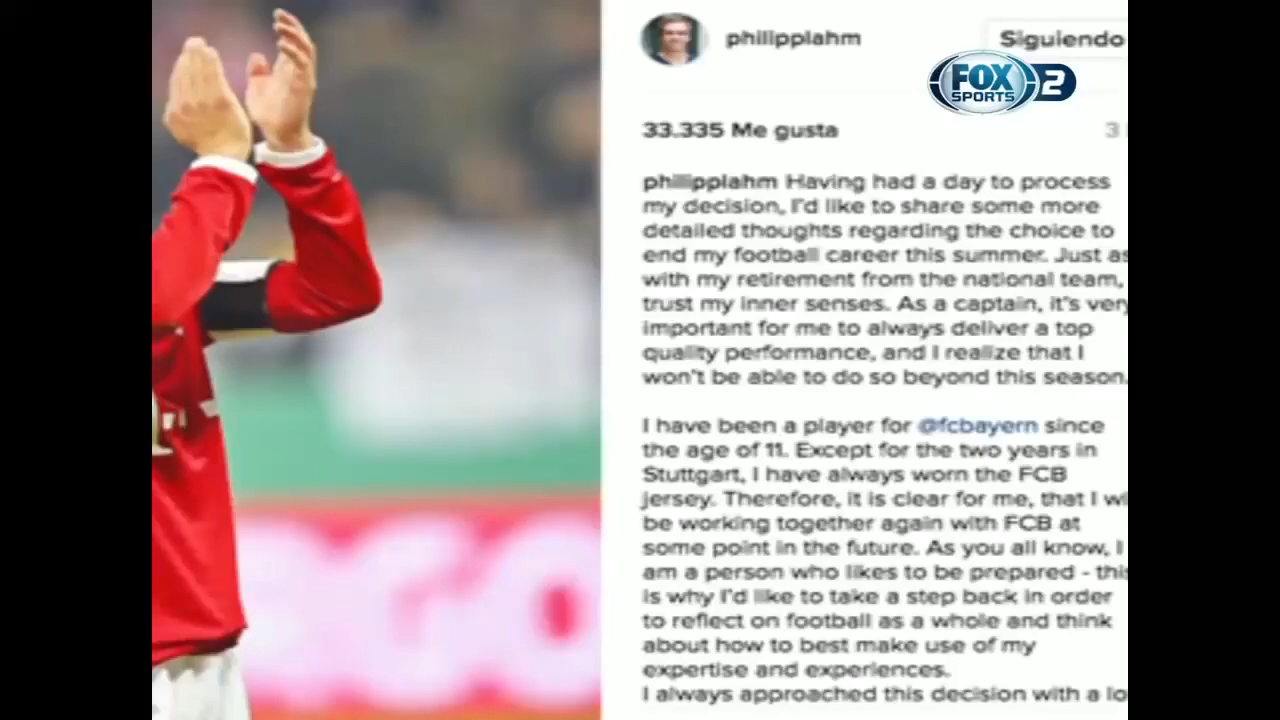 philipplahm
Siguiendo
FOX
SPORTS 2
33.335 Me gusta
3
philipplahm Having had a day to process
my decision, I'd like to share some more
detailed thoughts regarding the choice to
end my football career this summer. Just as
with my retirement from the national team,
trust my inner senses. As a captain, it's very
important for me to always deliver a top
quality performance, and I realize that I
won't be able to do so beyond this season.
I have been a player for @fcbayern since
the age of 11. Except for the two years in
Stuttgart, I have always worn the FCB
jersey. Therefore, it is clear for me, that I wi
be working together again with FCB at
some point in the future. As you all know, I
am a person who likes to be prepared - this
is why I'd like to take a step back in order
to reflect on football as a whole and think
about how to best make use of my
expertise and experiences.
I always approached this decision with a lo